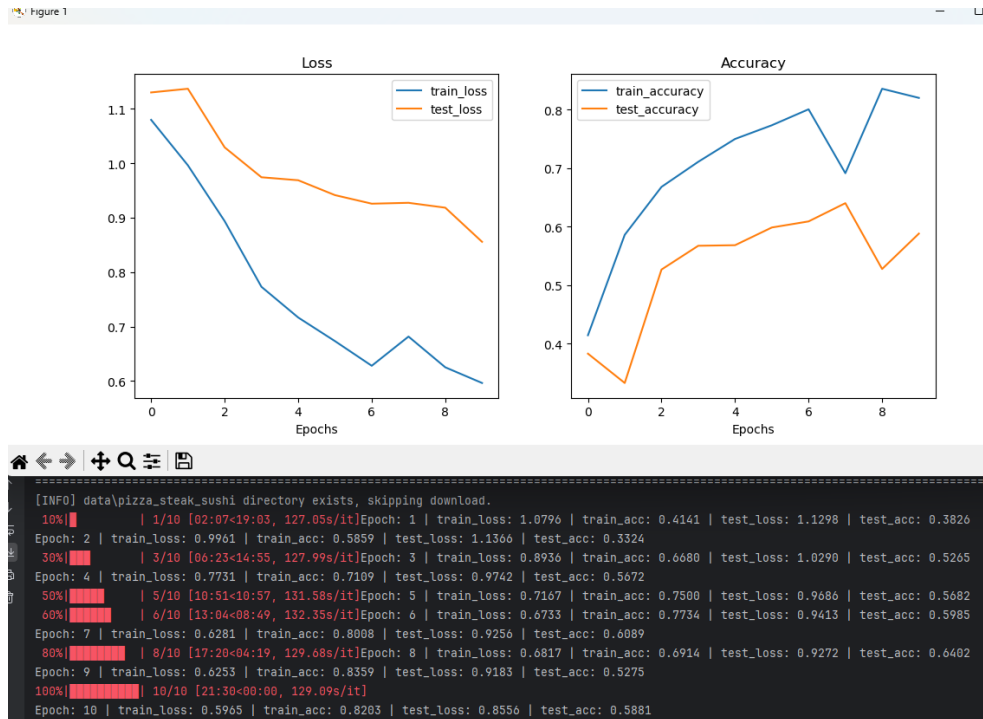 Figure 1
Loss
Accuracy
train_loss
test_loss
train_accuracy
test_accuracy
1.1
1.0
0.9
0.8
0.7
0.6
0.8
0.7
0.6
0.5
0.4
0 2 4 6 8
0 2 4 6 8
Epochs
Epochs
[INFO] data\pizza_steak_sushi directory exists, skipping download.
10%| | 1/10 [02:07<19:03, 127.05s/it]Epoch: 1 | train_loss: 1.0796 | train_acc: 0.4141 | test_loss: 1.1298 | test_acc: 0.3826
Epoch: 2 | train_loss: 0.9961 | train_acc: 0.5859 | test_loss: 1.1366 | test_acc: 0.3324
30%| | 3/10 [06:23<14:55, 127.99s/it]Epoch: 3 | train_loss: 0.8936 | train_acc: 0.6680 | test_loss: 1.0290 | test_acc: 0.5265
Epoch: 4 | train_loss: 0.7731 | train_acc: 0.7109 | test_loss: 0.9742 | test_acc: 0.5672
50%| | 5/10 [10:51<10:57, 131.58s/it]Epoch: 5 | train_loss: 0.7167 | train_acc: 0.7500 | test_loss: 0.9686 | test_acc: 0.5682
60%| | 6/10 [13:04<08:49, 132.35s/it]Epoch: 6 | train_loss: 0.6733 | train_acc: 0.7734 | test_loss: 0.9413 | test_acc: 0.5985
Epoch: 7 | train_loss: 0.6281 | train_acc: 0.8008 | test_loss: 0.9256 | test_acc: 0.6089
80%| | 8/10 [17:20<04:19, 129.68s/it]Epoch: 8 | train_loss: 0.6817 | train_acc: 0.6914 | test_loss: 0.9272 | test_acc: 0.6402
Epoch: 9 | train_loss: 0.6253 | train_acc: 0.8359 | test_loss: 0.9183 | test_acc: 0.5275
100%| | 10/10 [21:30<00:00, 129.09s/it]
Epoch: 10 | train_loss: 0.5965 | train_acc: 0.8203 | test_loss: 0.8556 | test_acc: 0.5881